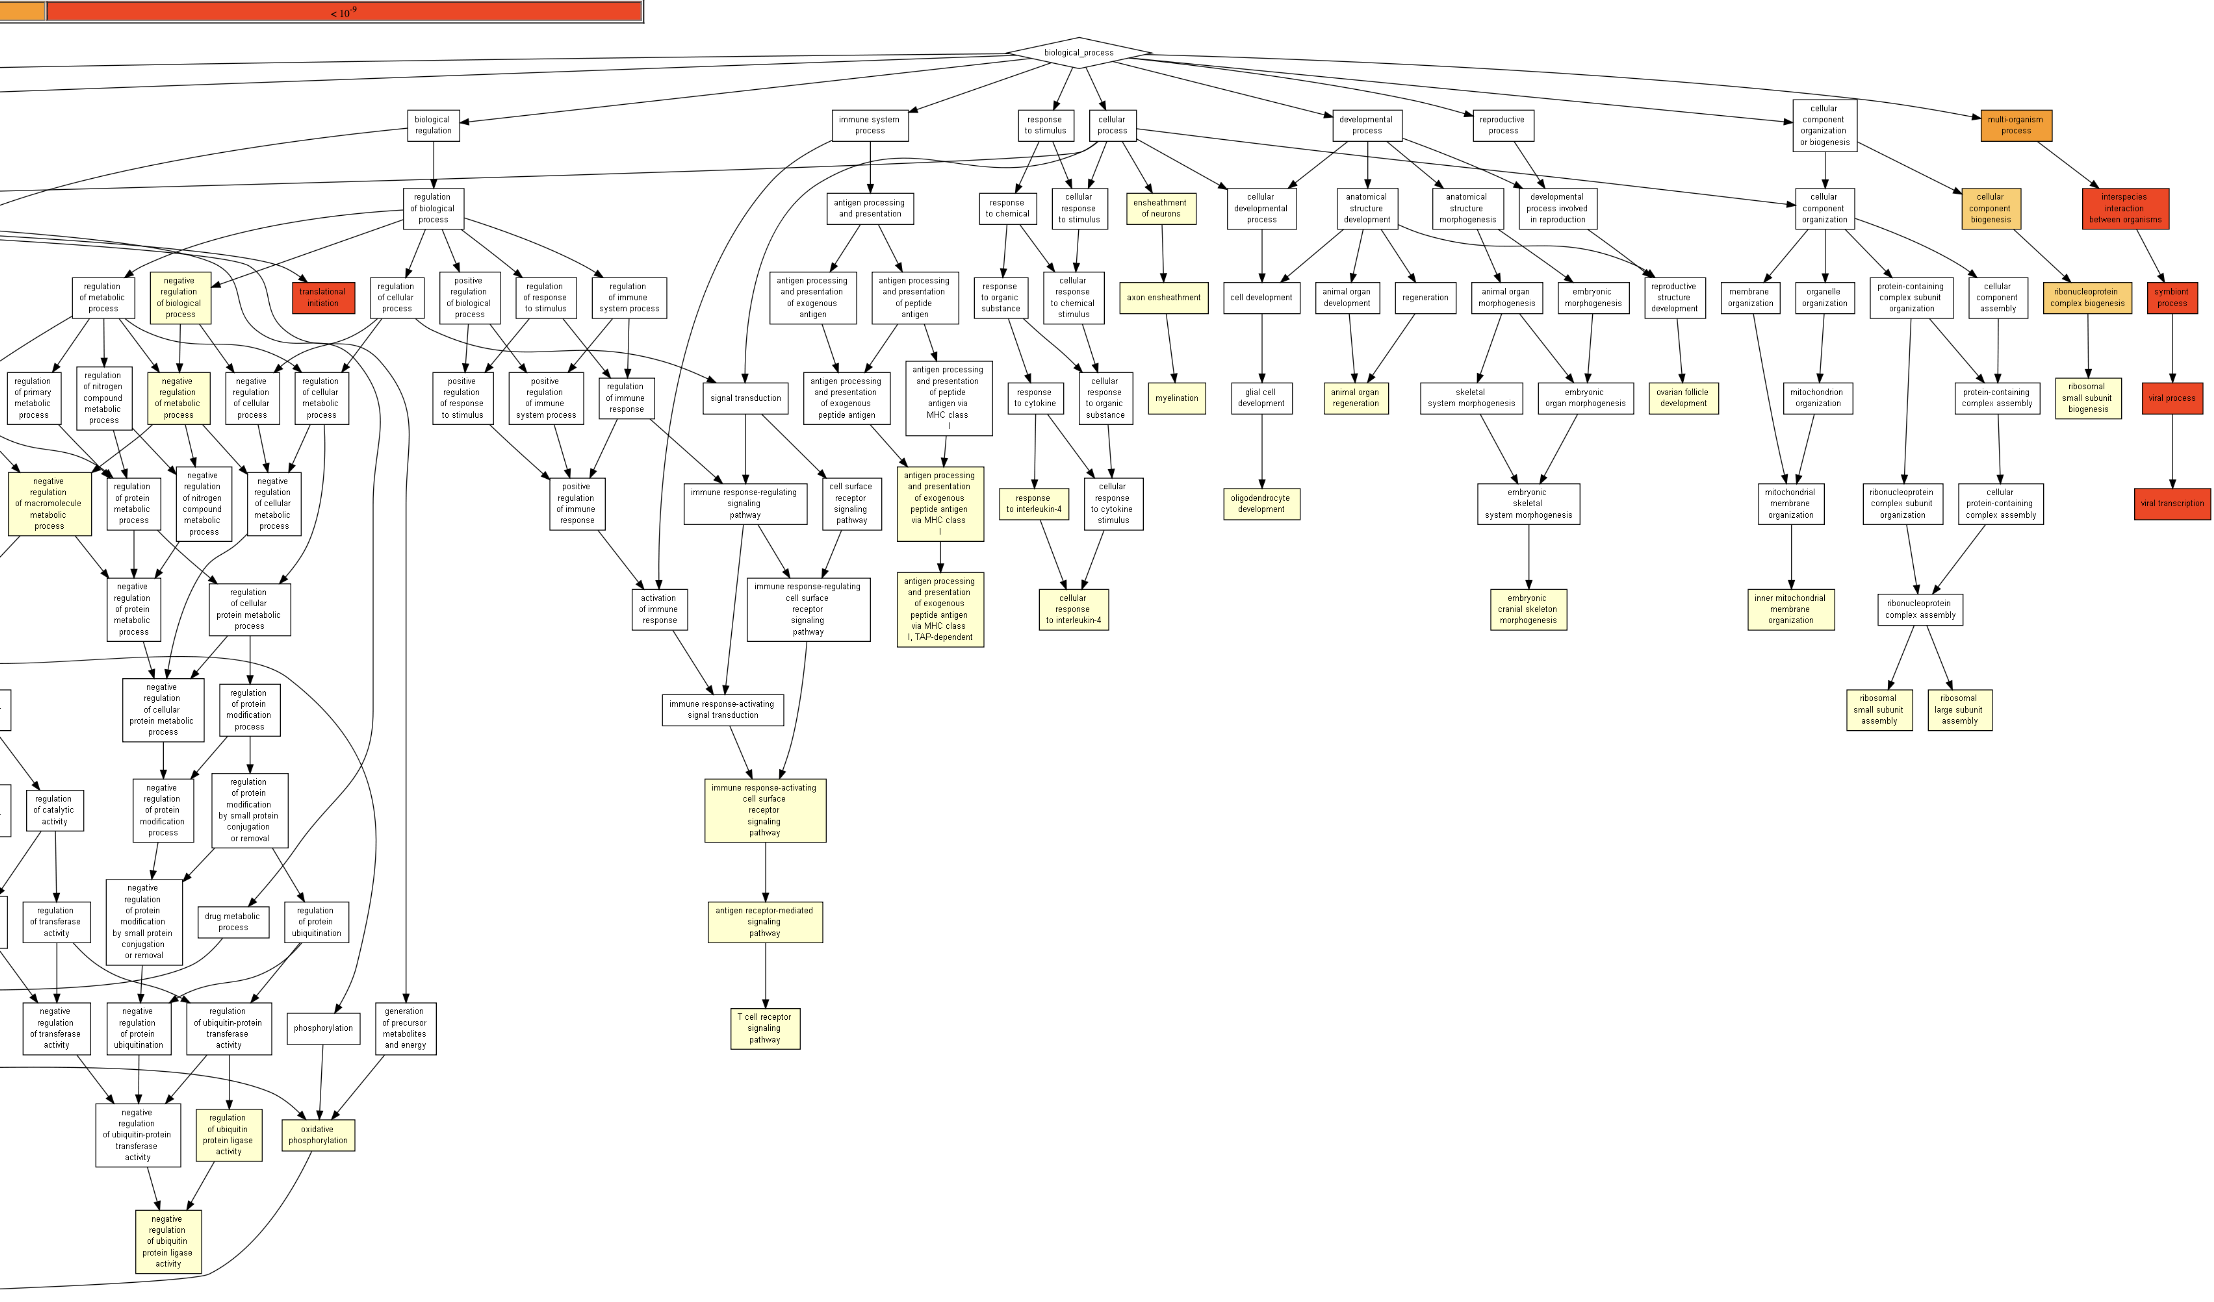 < 10^-9
biological_process
biological
regulation
immune system
process
response
to stimulus
cellular
process
developmental
process
reproductive
process
cellular
component
organization
or biogenesis
multi-organism
process
regulation
of biological
process
antigen processing
and presentation
response
to chemical
cellular
response
to stimulus
ensheathment
of neurons
cellular
developmental
process
anatomical
structure
development
anatomical
structure
morphogenesis
developmental
process involved
in reproduction
cellular
component
organization
cellular
component
biogenesis
interspecies
interaction
between organisms
regulation
of metabolic
process
negative
regulation
of biological
process
translational
initiation
regulation
of cellular
process
positive
regulation
of biological
process
regulation
of response
to stimulus
regulation
of immune
system process
antigen processing
and presentation
of exogenous
antigen
antigen processing
and presentation
of peptide
antigen
response
to organic
substance
cellular
response
to chemical
stimulus
axon ensheathment
cell development
animal organ
development
regeneration
animal organ
morphogenesis
embryonic
morphogenesis
reproductive
structure
development
membrane
organization
organelle
organization
protein-containing
complex subunit
organization
cellular
component
assembly
ribonucleoprotein
complex biogenesis
symbiont
process
regulation
of primary
metabolic
process
regulation
of nitrogen
compound
metabolic
process
negative
regulation
of metabolic
process
negative
regulation
of cellular
process
regulation
of cellular
metabolic
process
positive
regulation
of response
to stimulus
positive
regulation
of immune
system process
regulation
of immune
response
signal transduction
antigen processing
and presentation
of exogenous
peptide antigen
antigen processing
and presentation
of peptide
antigen via
MHC class
I
response
to cytokine
cellular
response
to organic
substance
myelination
glial cell
development
animal organ
regeneration
skeletal
system morphogenesis
embryonic
organ morphogenesis
ovarian follicle
development
mitochondrion
organization
protein-containing
complex assembly
ribosomal
small subunit
biogenesis
viral process
negative
regulation
of macromolecule
metabolic
process
regulation
of protein
metabolic
process
negative
regulation
of nitrogen
compound
metabolic
process
negative
regulation
of cellular
metabolic
process
positive
regulation
of immune
response
immune response-regulating
signaling
pathway
cell surface
receptor
signaling
pathway
antigen processing
and presentation
of exogenous
peptide antigen
via MHC class
I
response
to interleukin-4
cellular
response
to cytokine
stimulus
oligodendrocyte
development
embryonic
skeletal
system morphogenesis
mitochondrial
membrane
organization
ribonucleoprotein
complex subunit
organization
cellular
protein-containing
complex assembly
viral transcription
negative
regulation
of protein
metabolic
process
regulation
of cellular
protein metabolic
process
activation
of immune
response
immune response-regulating
cell surface
receptor
signaling
pathway
antigen processing
and presentation
of exogenous
peptide antigen
via MHC class
I, TAP-dependent
cellular
response
to interleukin-4
embryonic
cranial skeleton
morphogenesis
inner mitochondrial
membrane
organization
ribonucleoprotein
complex assembly
negative
regulation
of cellular
protein metabolic
process
regulation
of protein
modification
process
immune response-activating
signal transduction
ribosomal
small subunit
assembly
ribosomal
large subunit
assembly
regulation
of catalytic
activity
negative
regulation
of protein
modification
process
regulation
of protein
modification
by small protein
conjugation
or removal
immune response-activating
cell surface
receptor
signaling
pathway
regulation
of transferase
activity
negative
regulation
of protein
modification
by small protein
conjugation
or removal
drug metabolic
process
regulation
of protein
ubiquitination
antigen receptor-mediated
signaling
pathway
negative
regulation
of transferase
activity
negative
regulation
of protein
ubiquitination
regulation
of ubiquitin-protein
transferase
activity
phosphorylation
generation
of precursor
metabolites
and energy
T cell receptor
signaling
pathway
negative
regulation
of ubiquitin-protein
transferase
activity
regulation
of ubiquitin
protein ligase
activity
oxidative
phosphorylation
negative
regulation
of ubiquitin
protein ligase
activity